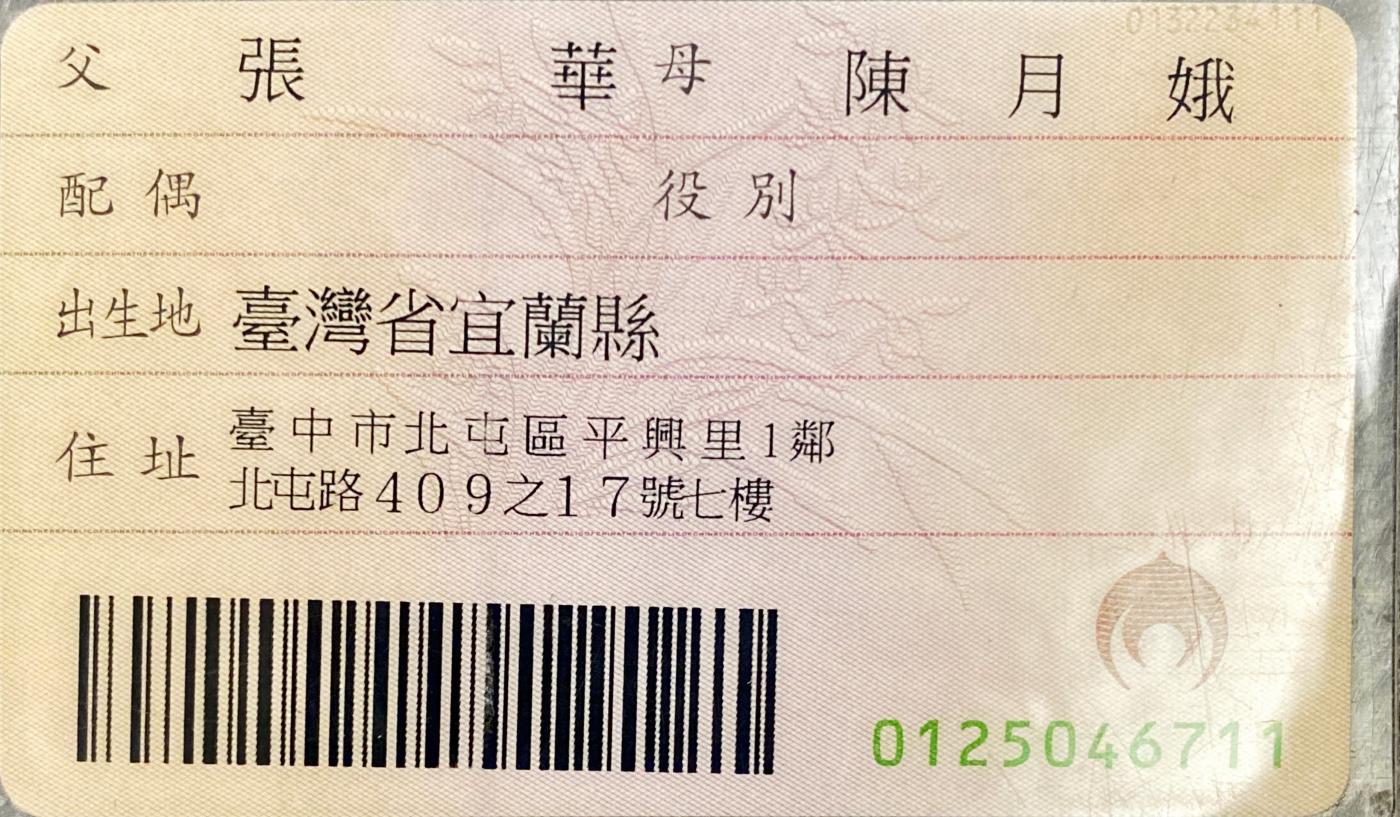 父 張 華 母 陳 月 娥
配偶 役別
出生地 臺灣省宜蘭縣
住址 臺中市北屯區平興里1鄰
北屯路409之17號七樓
0125046711